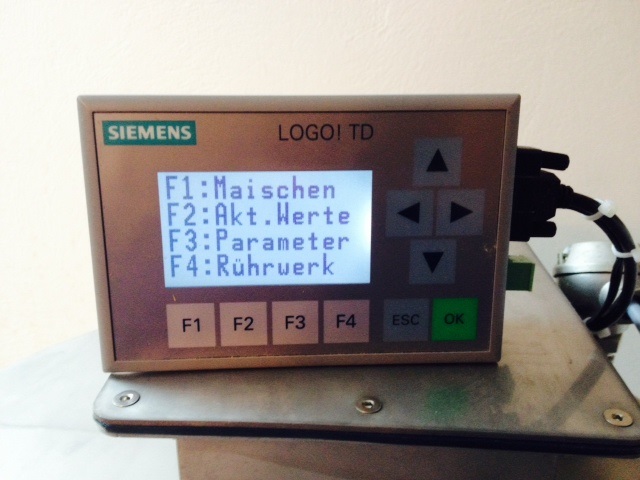 SIEMENS
LOGO! TD
F1:Maischen
F2:Akt.Werte
F3:Parameter
F4:Rührwerk
F1 F2 F3 F4 ESC OK